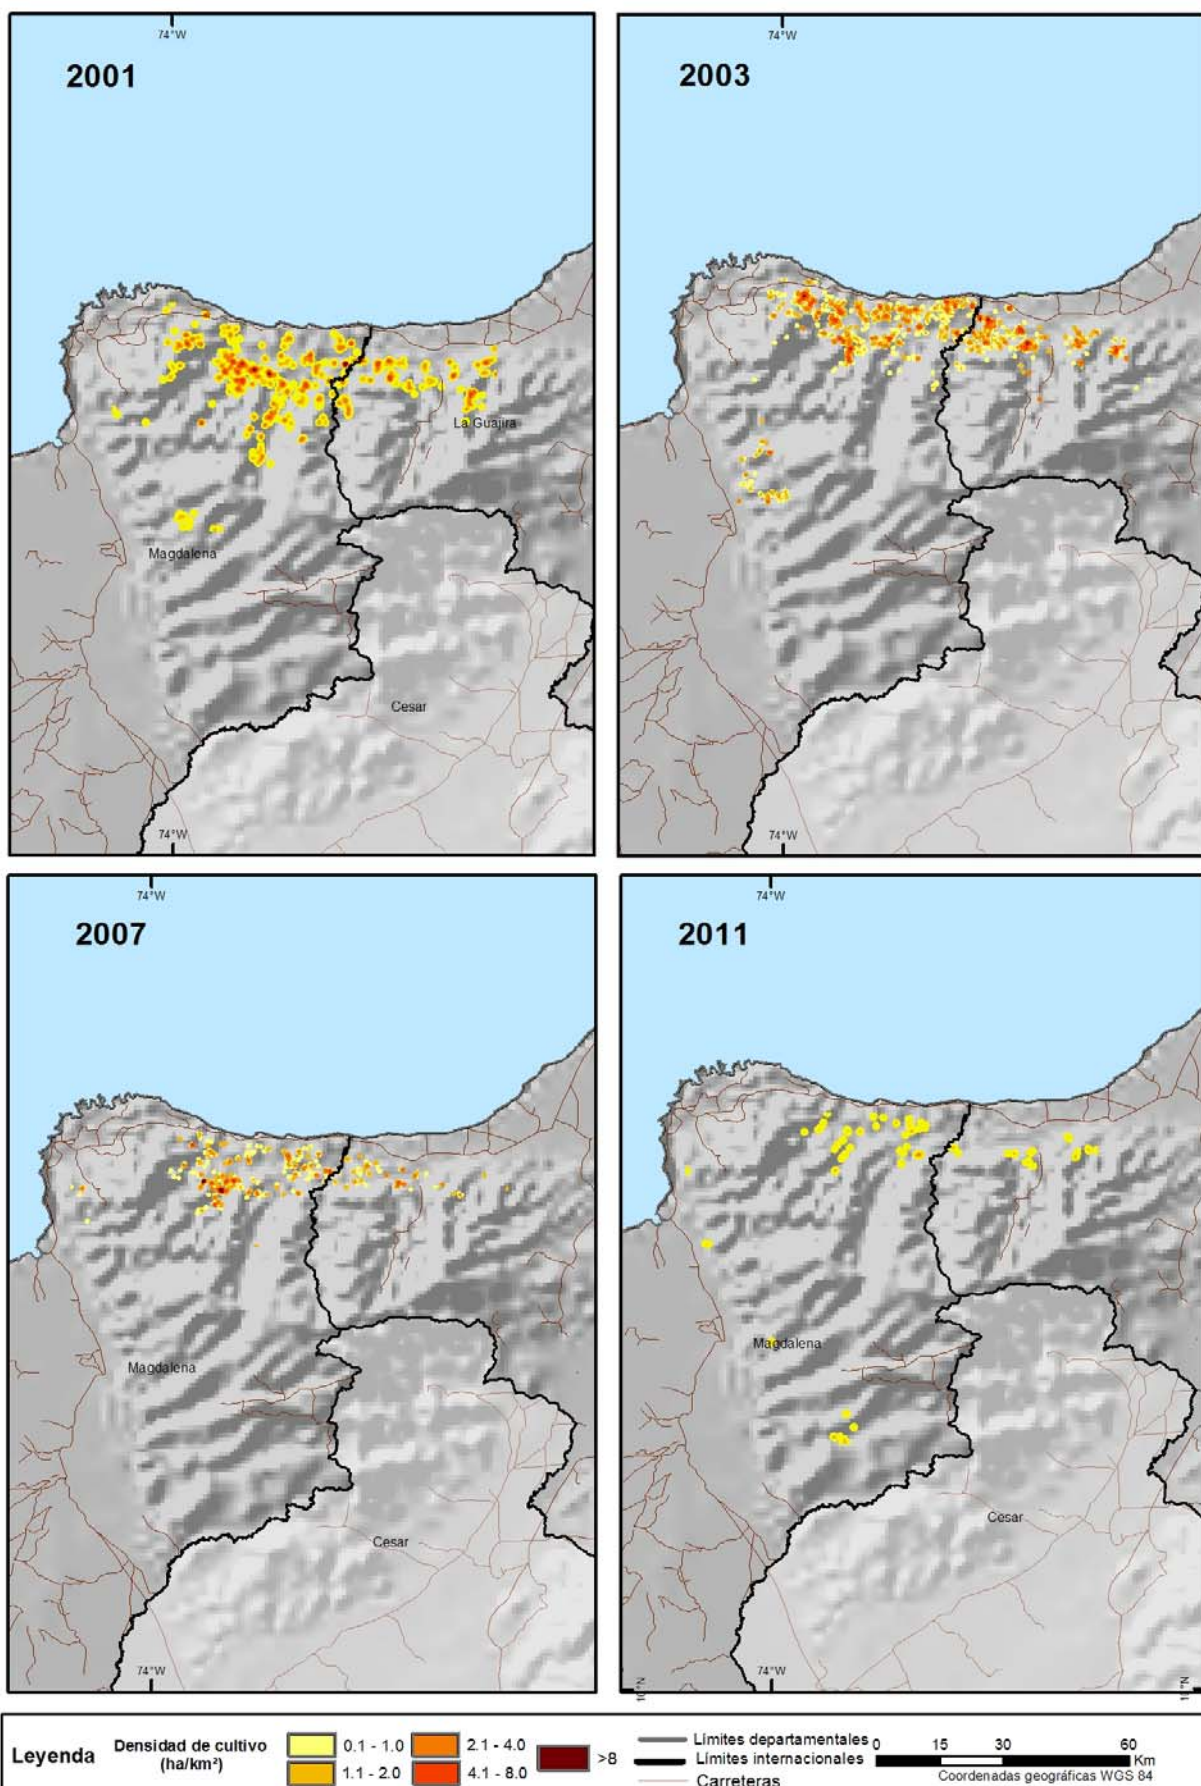 74°W
2001
La Guajira
Magdalena
Cesar
74°W
74°W
2003
74°W
74°W
2007
Magdalena
Cesar
74°W
74°W
2011
Magdalena
Cesar
74°W
10°N
Leyenda
Densidad de cultivo
(ha/km²)
0.1 - 1.0
1.1 - 2.0
2.1 - 4.0
4.1 - 8.0
>8
Límites departamentales
Límites internacionales
Carreteras
0 15 30 60
Km
Coordenadas geográficas WGS 84